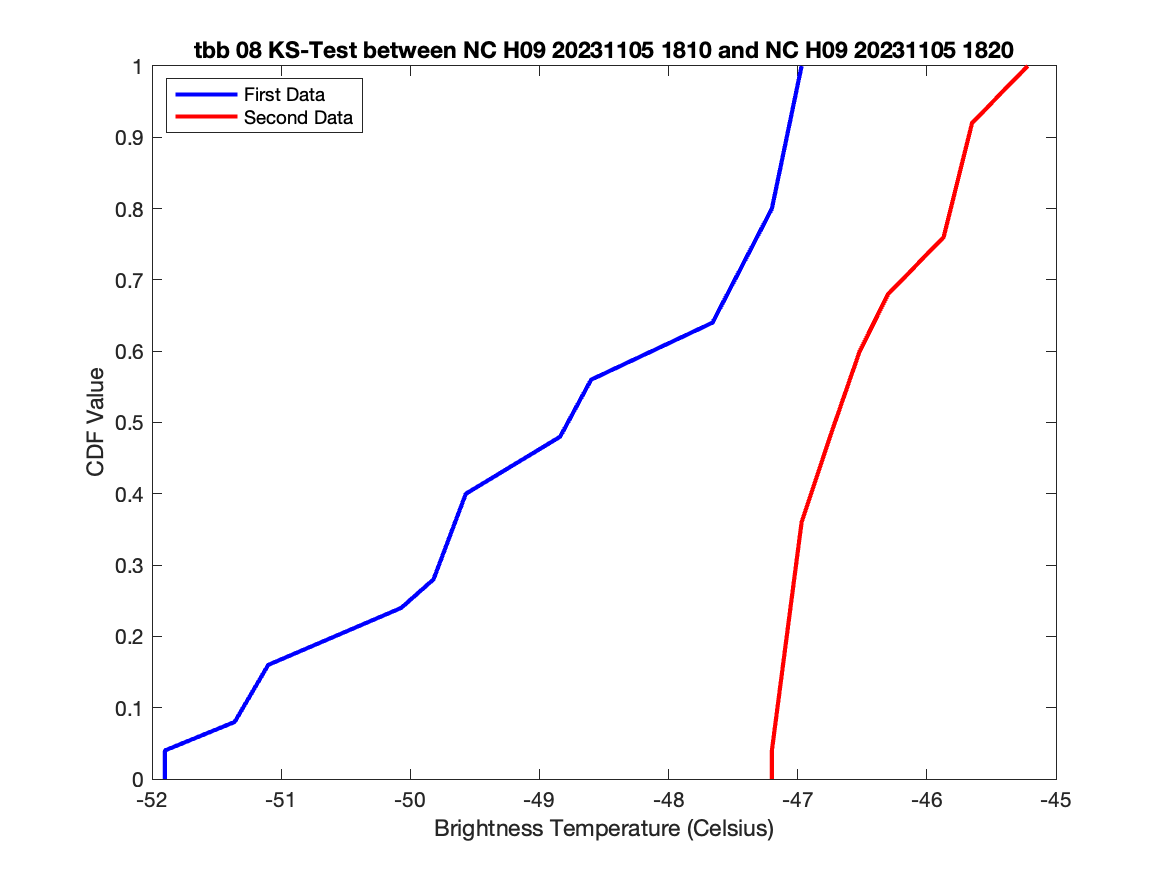 tbb 08 KS-Test between NC H09 20231105 1810 and NC H09 20231105 1820
First Data
Second Data
1
0.9
0.8
0.7
0.6
0.5
0.4
0.3
0.2
0.1
0
CDF Value
-52 -51 -50 -49 -48 -47 -46 -45
Brightness Temperature (Celsius)